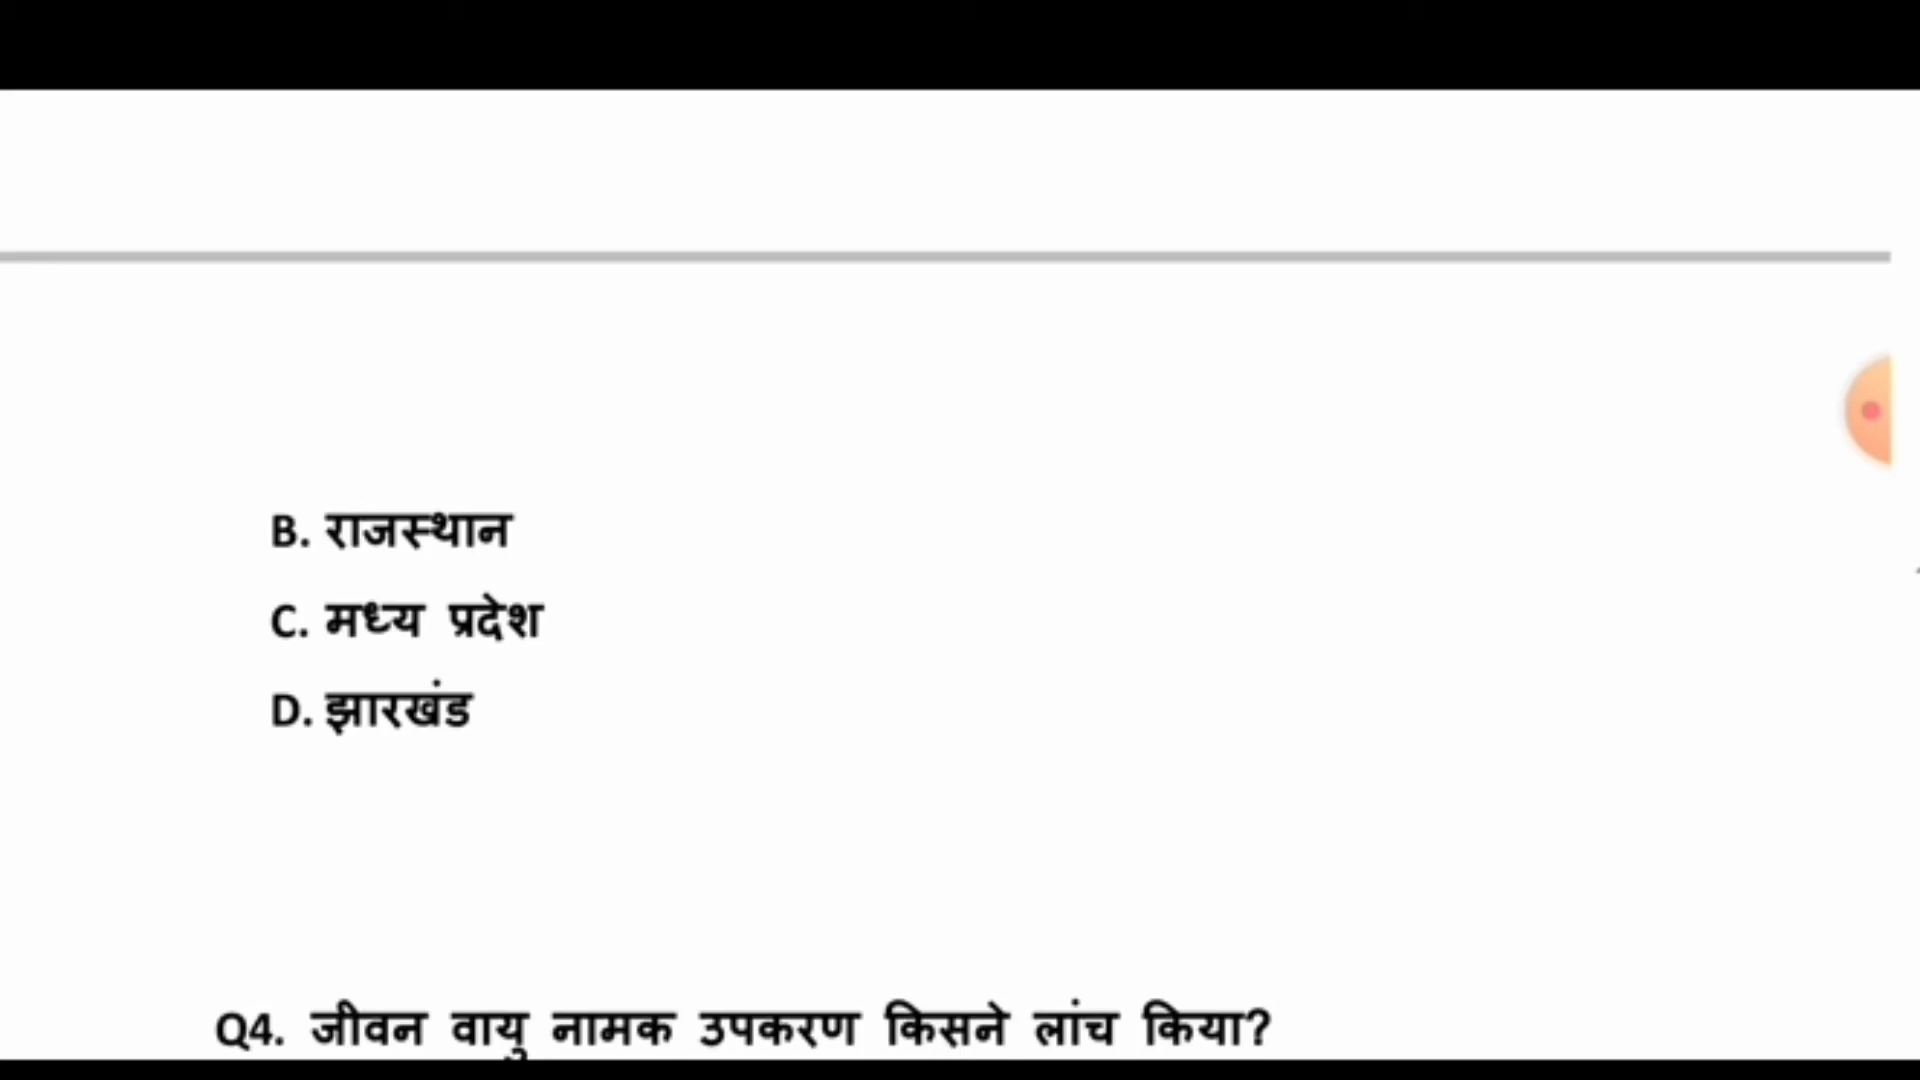 B. राजस्थान
C. मध्य प्रदेश
D. झारखंड
Q4. जीवन वायु नामक उपकरण किसने लांच किया?